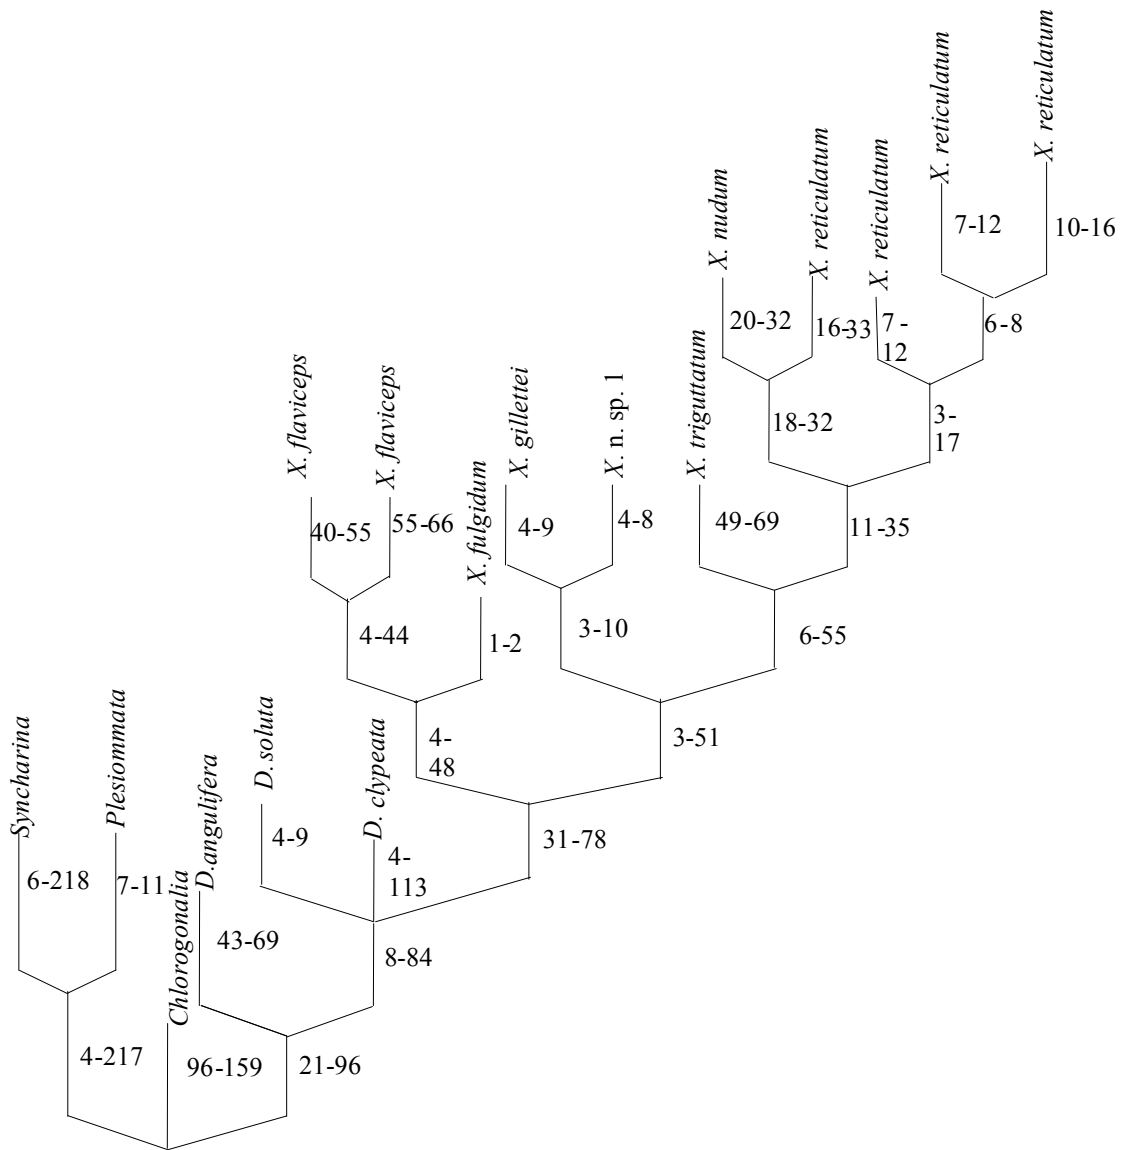 X. reticulatum
X. reticulatum
X. reticulatum
X. reticulatum
X. nudum
7-12
10-16
20-32
16-33
7 -
12
6-8
X. triguttatum
X. flaviceps
X. flaviceps
X. gillettei
X. n. sp. 1
18-32
3-
17
X. fulgidum
40-55
55-66
4-9
4-8
49-69
11-35
4-44
1-2
3-10
6-55
Syncharina
Plesiommata
D.angulifera
D. soluta
D. clypeata
4-
48
3-51
4-9
31-78
4-
113
6-218
7-11
Chlorogonalia
43-69
8-84
4-217
96-159
21-96